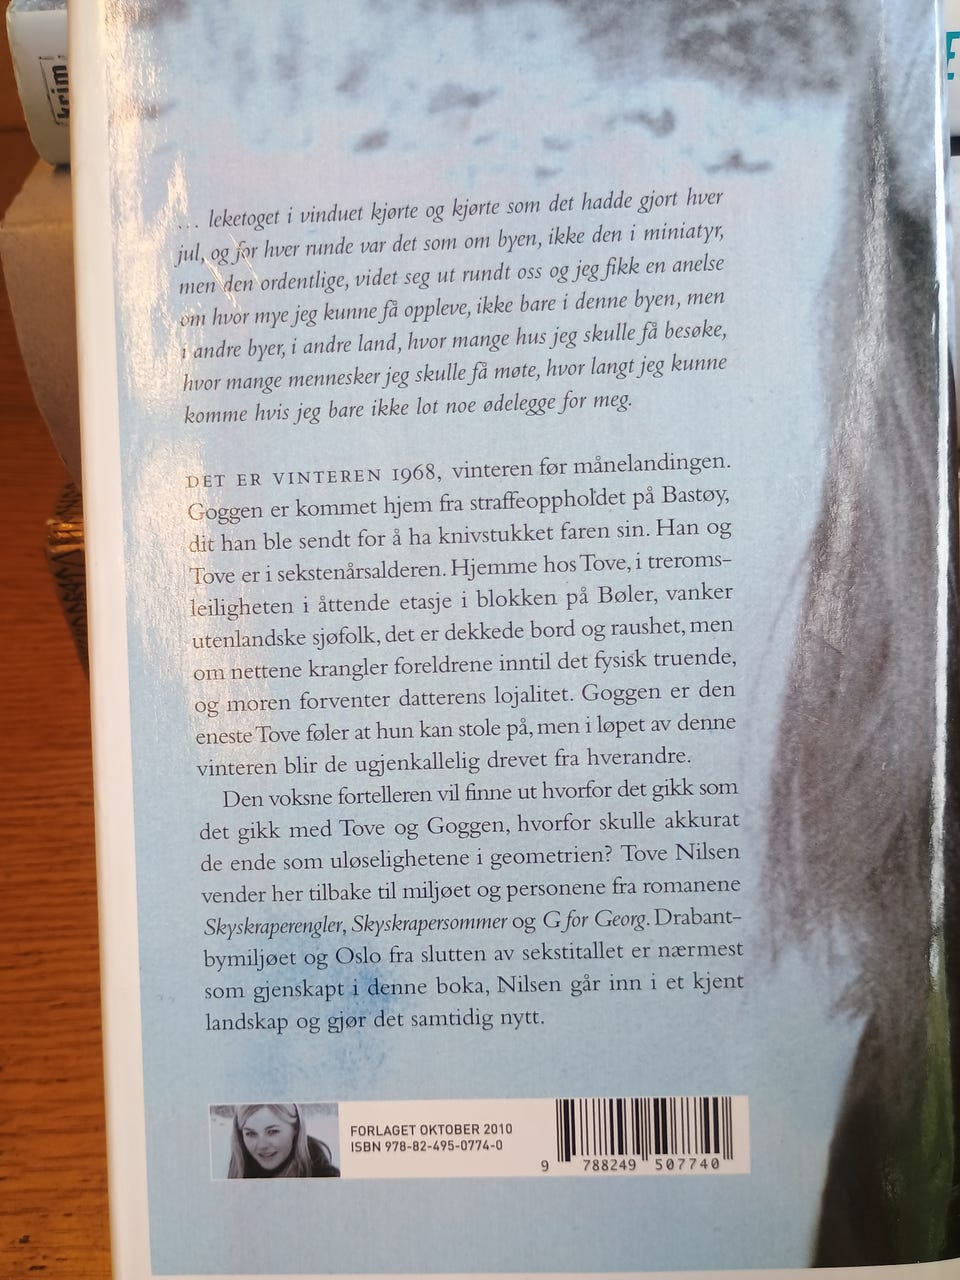 krim
… leketoget i vinduet kjørte og kjørte som det hadde gjort hver
jul, og for hver runde var det som om byen, ikke den i miniatyr,
men den ordentlige, videt seg ut rundt oss og jeg fikk en anelse
om hvor mye jeg kunne få oppleve, ikke bare i denne byen, men
i andre byer, i andre land, hvor mange hus jeg skulle få besøke,
hvor mange mennesker jeg skulle få møte, hvor langt jeg kunne
komme hvis jeg bare ikke lot noe ødelegge for meg.
DET ER VINTEREN 1968, vinteren før månelandingen.
Goggen er kommet hjem fra straffeoppholdet på Bastøy,
dit han ble sendt for å ha knivstukket faren sin. Han og
Tove er i sekstenårsalderen. Hjemme hos Tove, i treroms-
leiligheten i åttende etasje i blokken på Bøler, vanker
utenlandske sjøfolk, det er dekkede bord og raushet, men
om nettene krangler foreldrene inntil det fysisk truende,
og moren forventer datterens lojalitet. Goggen er den
eneste Tove føler at hun kan stole på, men i løpet av denne
vinteren blir de ugjenkallelig drevet fra hverandre.
Den voksne fortelleren vil finne ut hvorfor det gikk som
det gikk med Tove og Goggen, hvorfor skulle akkurat
de ende som uløselighetene i geometrien? Tove Nilsen
vender her tilbake til miljøet og personene fra romanene
Skyskraperengler, Skyskrapersommer og G for Georg. Drabant-
bymiljøet og Oslo fra slutten av sekstitallet er nærmest
som gjenskapt i denne boka, Nilsen går inn i et kjent
landskap og gjør det samtidig nytt.
FORLAGET OKTOBER 2010
ISBN 978-82-495-0774-0
9 788249 507740